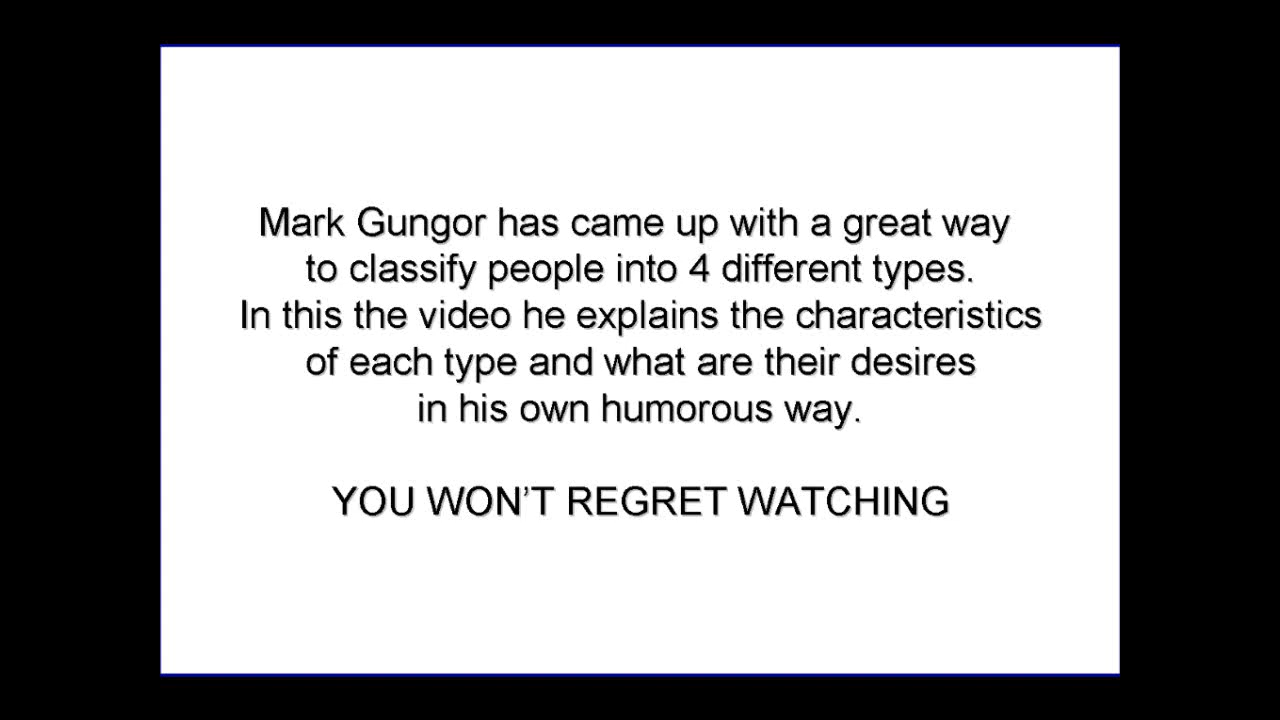 Mark Gungor has came up with a great way
to classify people into 4 different types.
In this the video he explains the characteristics
of each type and what are their desires
in his own humorous way.
YOU WON’T REGRET WATCHING